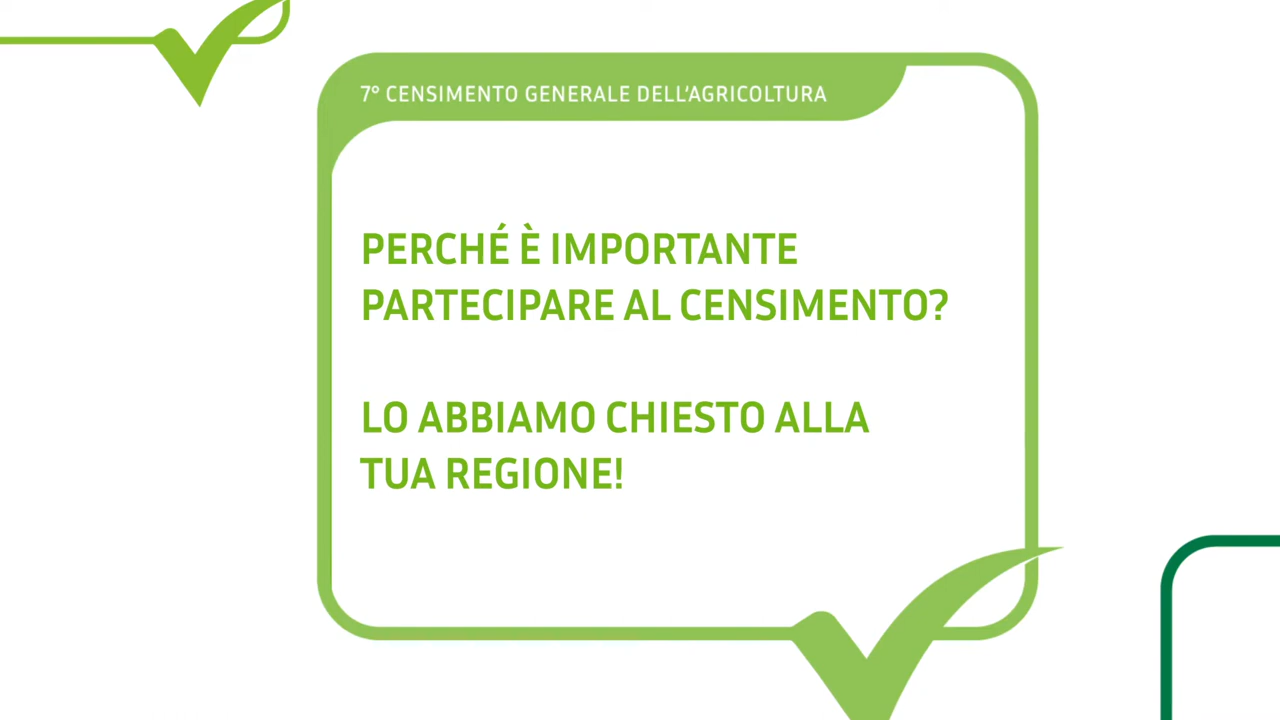 7° CENSIMENTO GENERALE DELL'AGRICOLTURA
PERCHÉ È IMPORTANTE
PARTECIPARE AL CENSIMENTO?
LO ABBIAMO CHIESTO ALLA
TUA REGIONE!